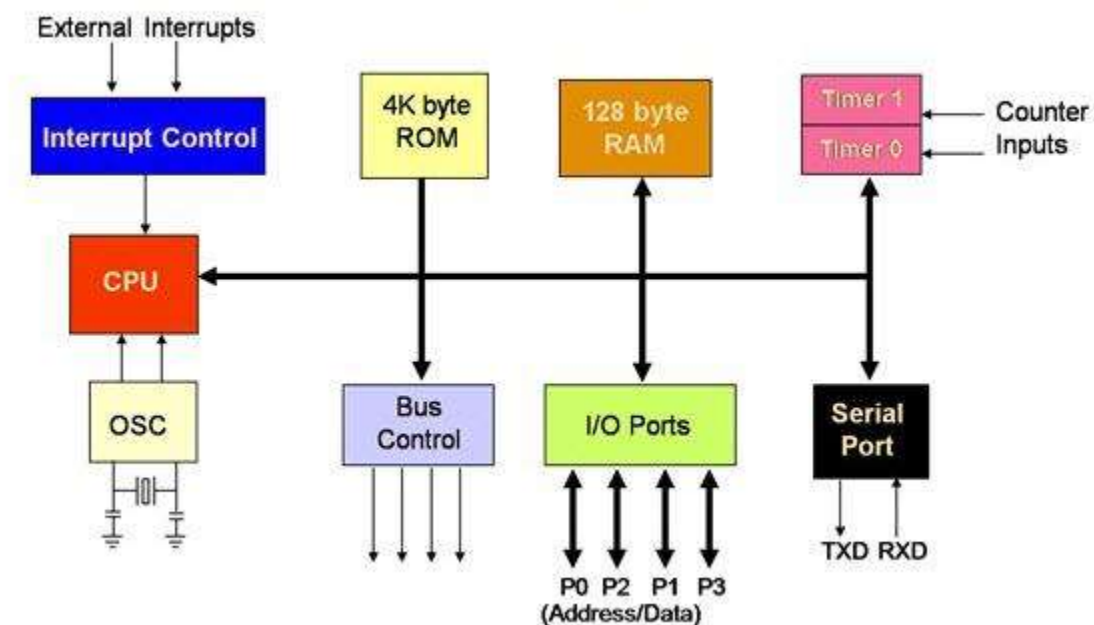 External Interrupts
Interrupt Control
4K byte
ROM
128 byte
RAM
Timer 1
Timer 0
Counter
Inputs
CPU
OSC
Bus
Control
I/O Ports
Serial
Port
TXD RXD
P0 P2 P1 P3
(Address/Data)